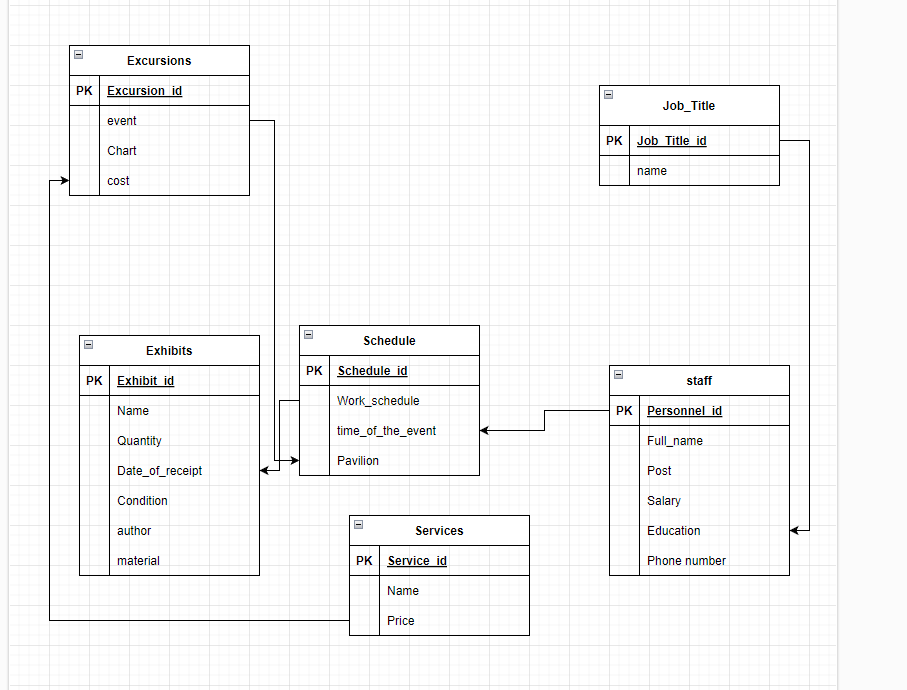 Excursions
PK Excursion_id
event
Chart
cost
Job_Title
PK Job_Title_id
name
Exhibits
PK Exhibit_id
Name
Quantity
Date_of_receipt
Condition
author
material
Schedule
PK Schedule_id
Work_schedule
time_of_the_event
Pavilion
staff
PK Personnel_id
Full_name
Post
Salary
Education
Phone number
Services
PK Service_id
Name
Price